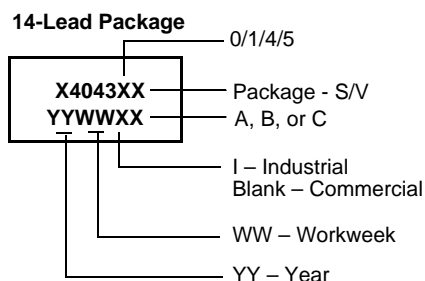 14-Lead Package
0/1/4/5
X4043XX
Package - S/V
YYWWXX
A, B, or C
I – Industrial
Blank – Commercial
WW – Workweek
YY – Year